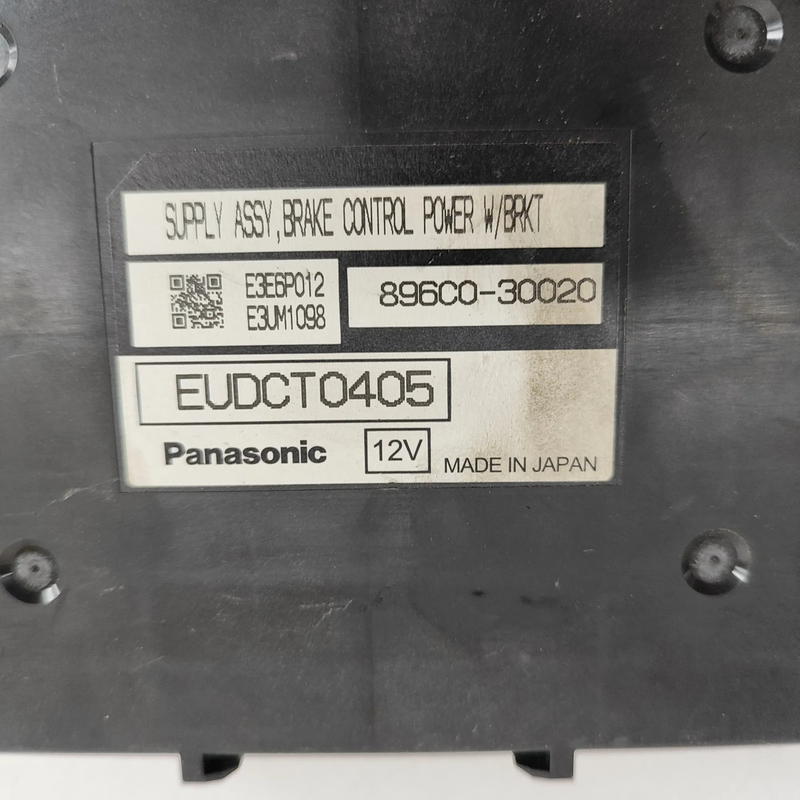 SUPPLY ASSY,BRAKE CONTROL POWER W/BRKT
E3E6P012
E3UM1098
896C0-30020
EUDCT0405
Panasonic
12V
MADE IN JAPAN